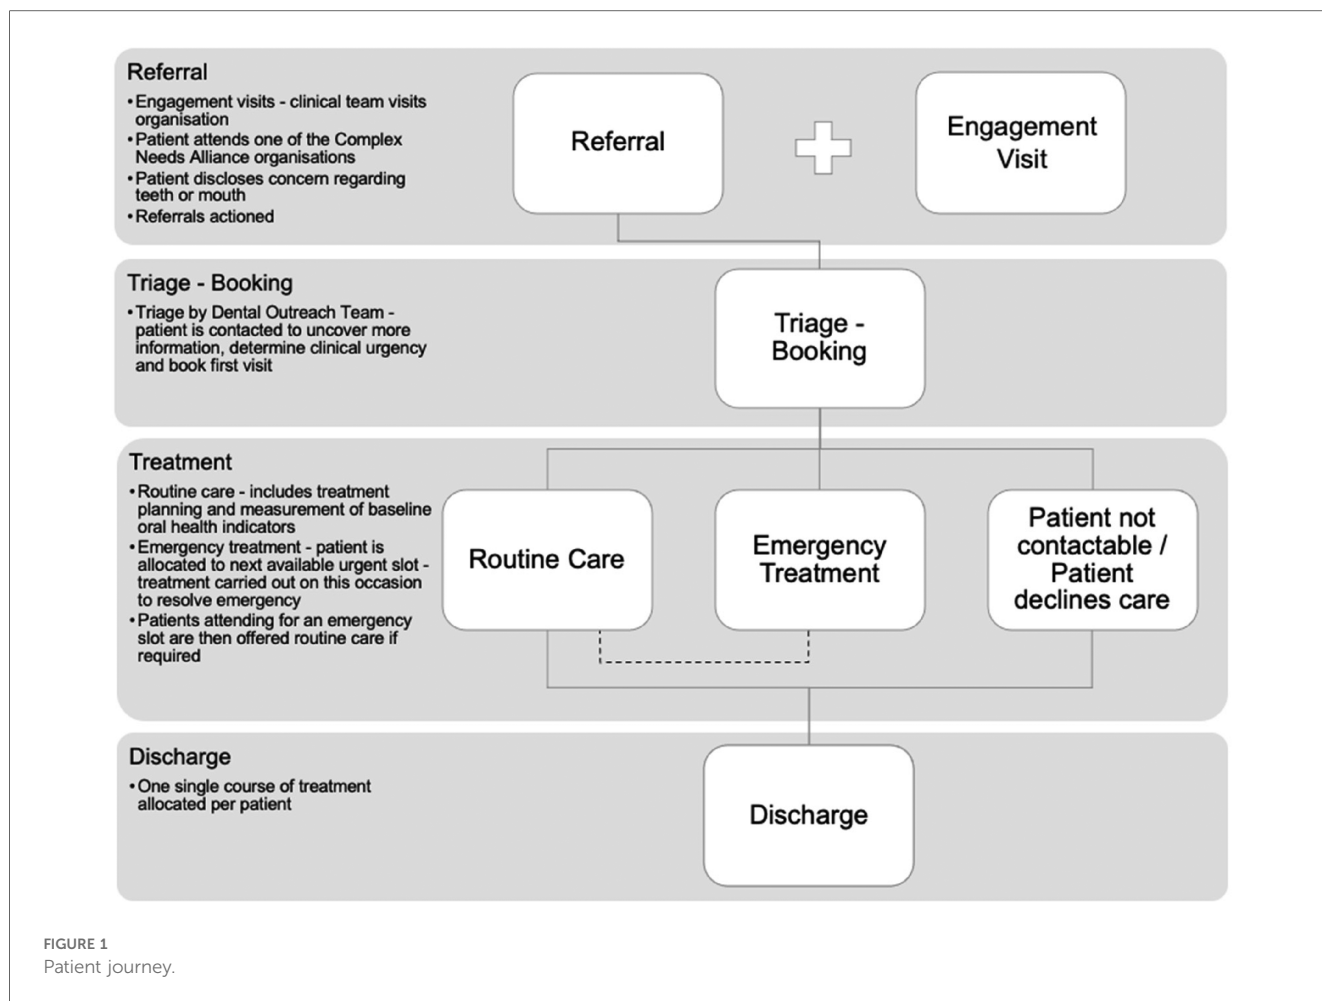 Referral
•Engagement visits - clinical team visits
organisation
•Patient attends one of the Complex
Needs Alliance organisations
•Patient discloses concern regarding
teeth or mouth
•Referrals actioned
Referral
Engagement
Visit
Triage - Booking
•Triage by Dental Outreach Team -
patient is contacted to uncover more
information, determine clinical urgency
and book first visit
Triage -
Booking
Treatment
•Routine care - includes treatment
planning and measurement of baseline
oral health indicators
•Emergency treatment - patient is
allocated to next available urgent slot -
treatment carried out on this occasion
to resolve emergency
•Patients attending for an emergency
slot are then offered routine care if
required
Routine Care
Emergency
Treatment
Patient not
contactable /
Patient
declines care
Discharge
•One single course of treatment
allocated per patient
Discharge
FIGURE 1
Patient journey.